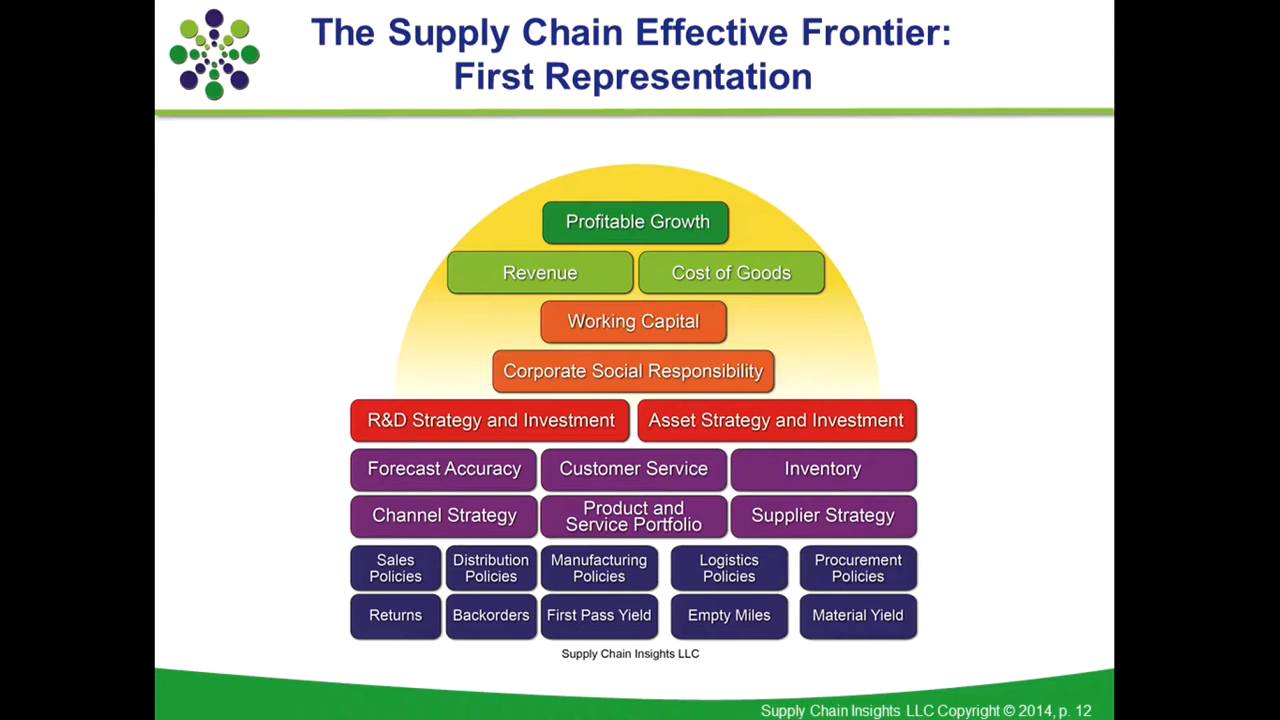 The Supply Chain Effective Frontier:
First Representation
Profitable Growth
Revenue
Cost of Goods
Working Capital
Corporate Social Responsibility
R&D Strategy and Investment
Asset Strategy and Investment
Forecast Accuracy
Customer Service
Inventory
Channel Strategy
Product and
Service Portfolio
Supplier Strategy
Sales
Policies
Distribution
Policies
Manufacturing
Policies
Logistics
Policies
Procurement
Policies
Returns
Backorders
First Pass Yield
Empty Miles
Material Yield
Supply Chain Insights LLC
Supply Chain Insights LLC Copyright © 2014, p. 12